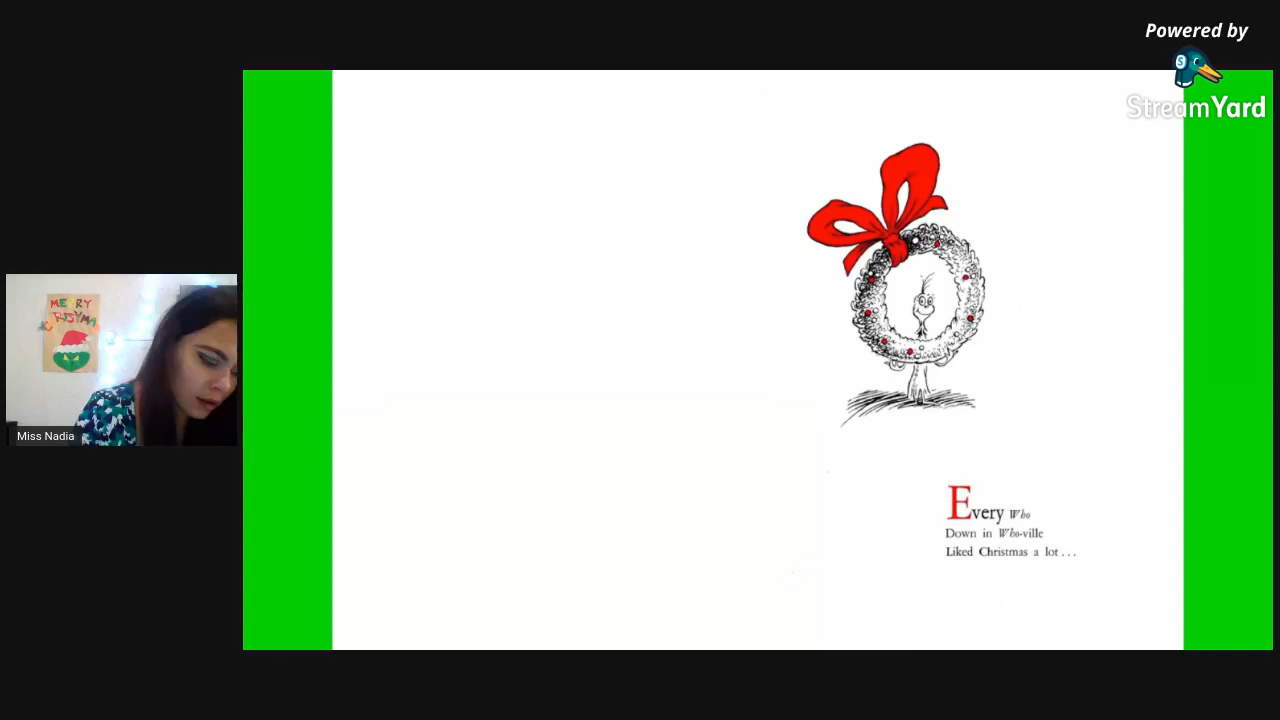 Powered by
StreamYard
MERRY
Miss Nadia
Every Who
Down in Who-ville
Liked Christmas a lot...